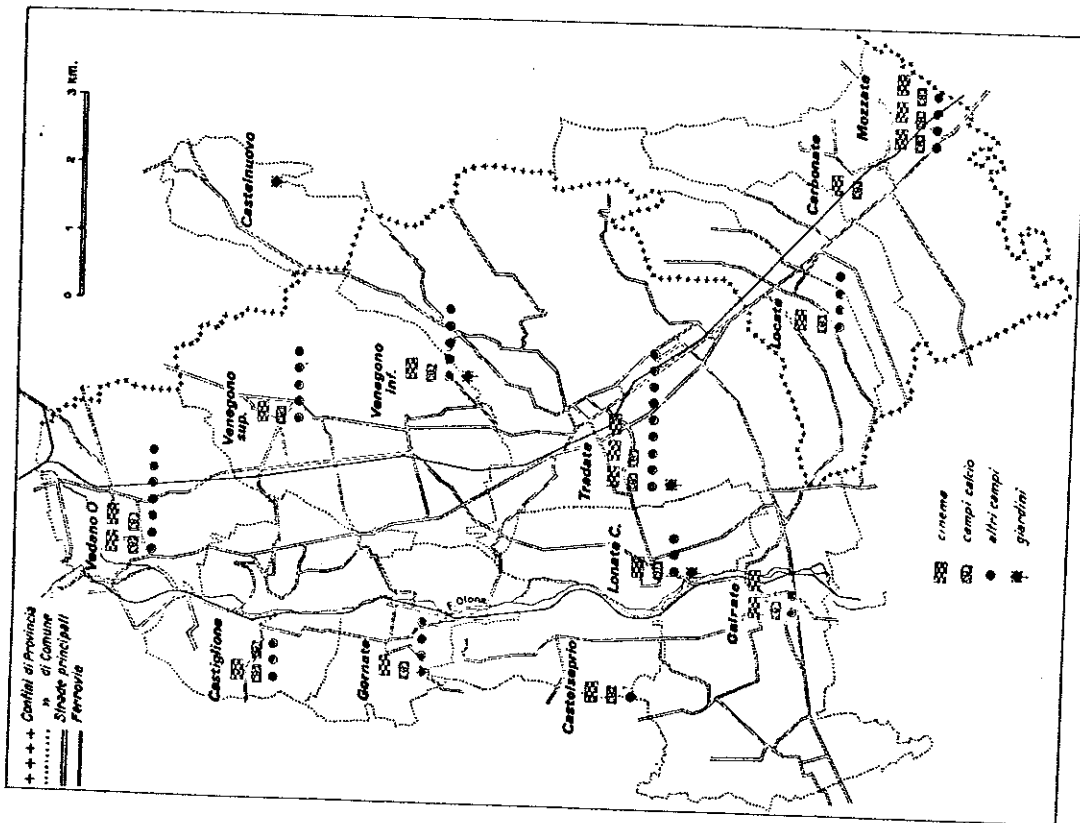 ++++ Confini di Provincia
........ » di Comune
Strade principali
Ferrovie
0 1 2 3 km.
Vedano O.
Venegono
sup.
Castelnuovo
Castiglione
Venegono
inf.
Gornate
F. Olona
Tradate
Lonate C.
Castelseprio
Cairate
Locate
Carbonate
Mozzate
cinema
campi calcio
altri campi
giardini